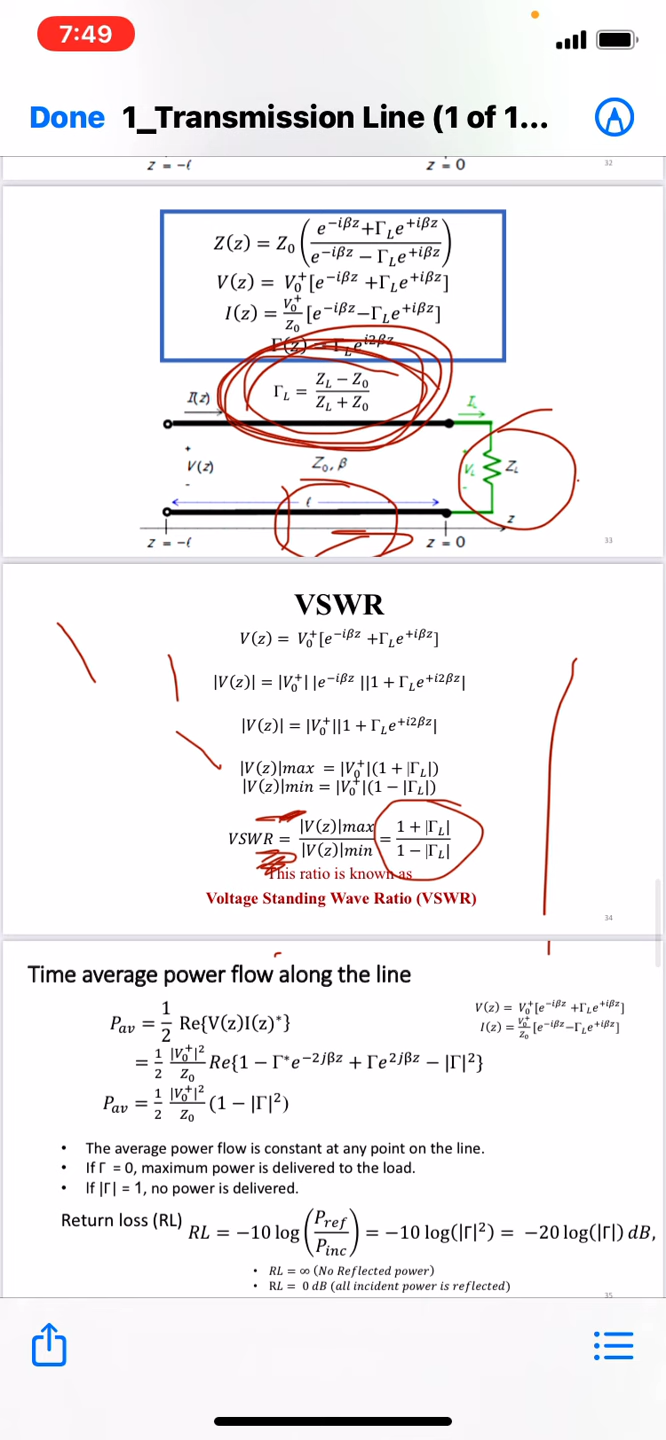 7:49
Done 1_Transmission Line (1 of 1...
z = −ℓ z = 0 32
Z(z) = Z₀ ( (e^{−iβz} + Γ_L e^{+iβz}) / (e^{−iβz} − Γ_L e^{+iβz}) )
V(z) = V₀⁺[e^{−iβz} + Γ_L e^{+iβz}]
I(z) = V₀⁺/Z₀ [e^{−iβz} − Γ_L e^{+iβz}]
Γ(z) = Γ_L e^{i2βz}
Γ_L = (Z_L − Z₀) / (Z_L + Z₀)
I(z) I_L
+
V(z) Z₀, β V_L Z_L
-
ℓ
z
z = −ℓ z = 0 33
VSWR
V(z) = V₀⁺[e^{−iβz} + Γ_L e^{+iβz}]
|V(z)| = |V₀⁺| |e^{−iβz} ||1 + Γ_L e^{+i2βz}|
|V(z)| = |V₀⁺||1 + Γ_L e^{+i2βz}|
|V(z)|max = |V₀⁺|(1 + |Γ_L|)
|V(z)|min = |V₀⁺|(1 − |Γ_L|)
VSWR = |V(z)|max / |V(z)|min = (1 + |Γ_L|) / (1 − |Γ_L|)
This ratio is known as
Voltage Standing Wave Ratio (VSWR)
34
Time average power flow along the line
P_av = 1/2 Re{V(z)I(z)*}
V(z) = V₀⁺[e^{−iβz} + Γ_L e^{+iβz}]
I(z) = V₀⁺/Z₀ [e^{−iβz} − Γ_L e^{+iβz}]
= 1/2 |V₀⁺|²/Z₀ Re{1 − Γ*e^{−2jβz} + Γe^{2jβz} − |Γ|²}
P_av = 1/2 |V₀⁺|²/Z₀ (1 − |Γ|²)
• The average power flow is constant at any point on the line.
• If Γ = 0, maximum power is delivered to the load.
• If |Γ| = 1, no power is delivered.
Return loss (RL) RL = −10 log(P_ref / P_inc) = −10 log(|Γ|²) = −20 log(|Γ|) dB,
• RL = ∞ (No Reflected power)
• RL = 0 dB (all incident power is reflected)
35